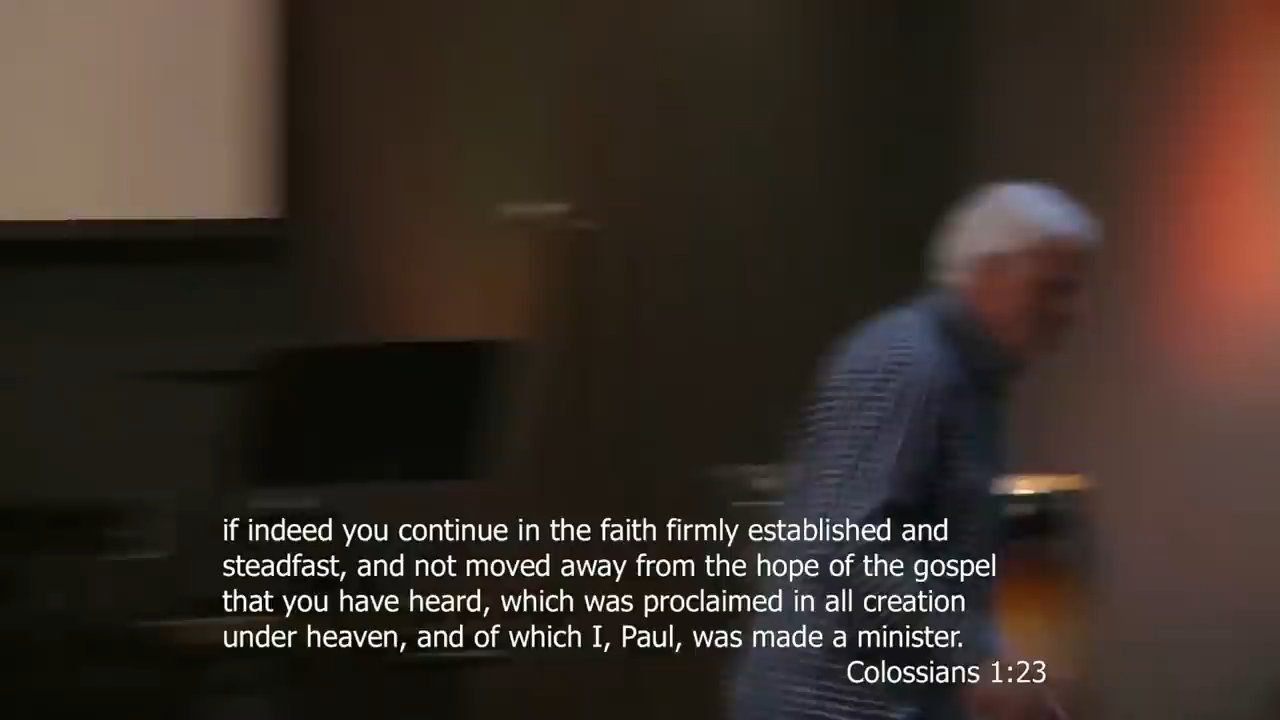 if indeed you continue in the faith firmly established and
steadfast, and not moved away from the hope of the gospel
that you have heard, which was proclaimed in all creation
under heaven, and of which I, Paul, was made a minister.
Colossians 1:23